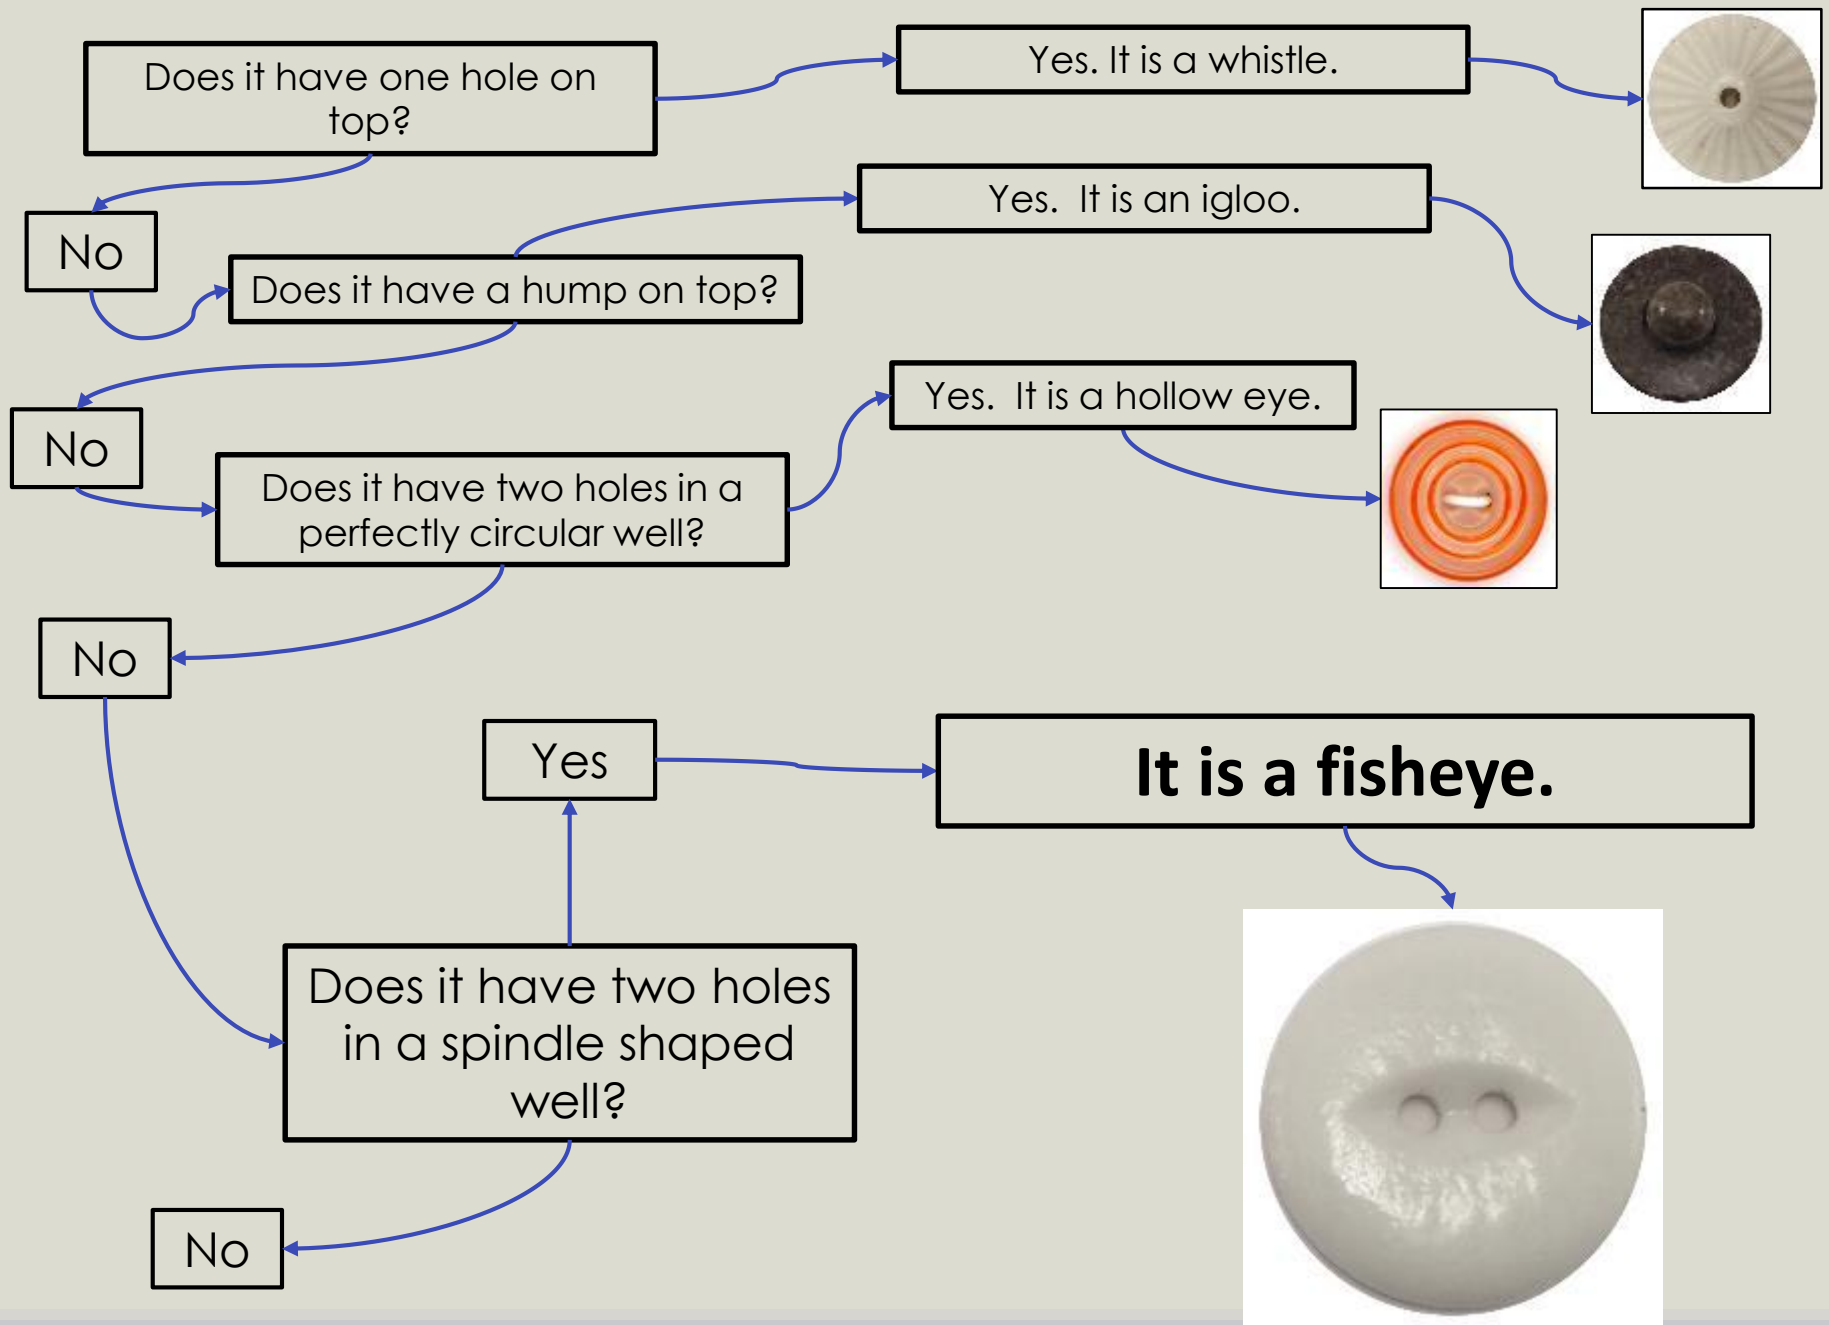 Does it have one hole on
top?
Yes. It is a whistle.
No
Does it have a hump on top?
Yes.  It is an igloo.
No
Does it have two holes in a
perfectly circular well?
Yes.  It is a hollow eye.
No
Yes
It is a fisheye.
Does it have two holes
in a spindle shaped
well?
No